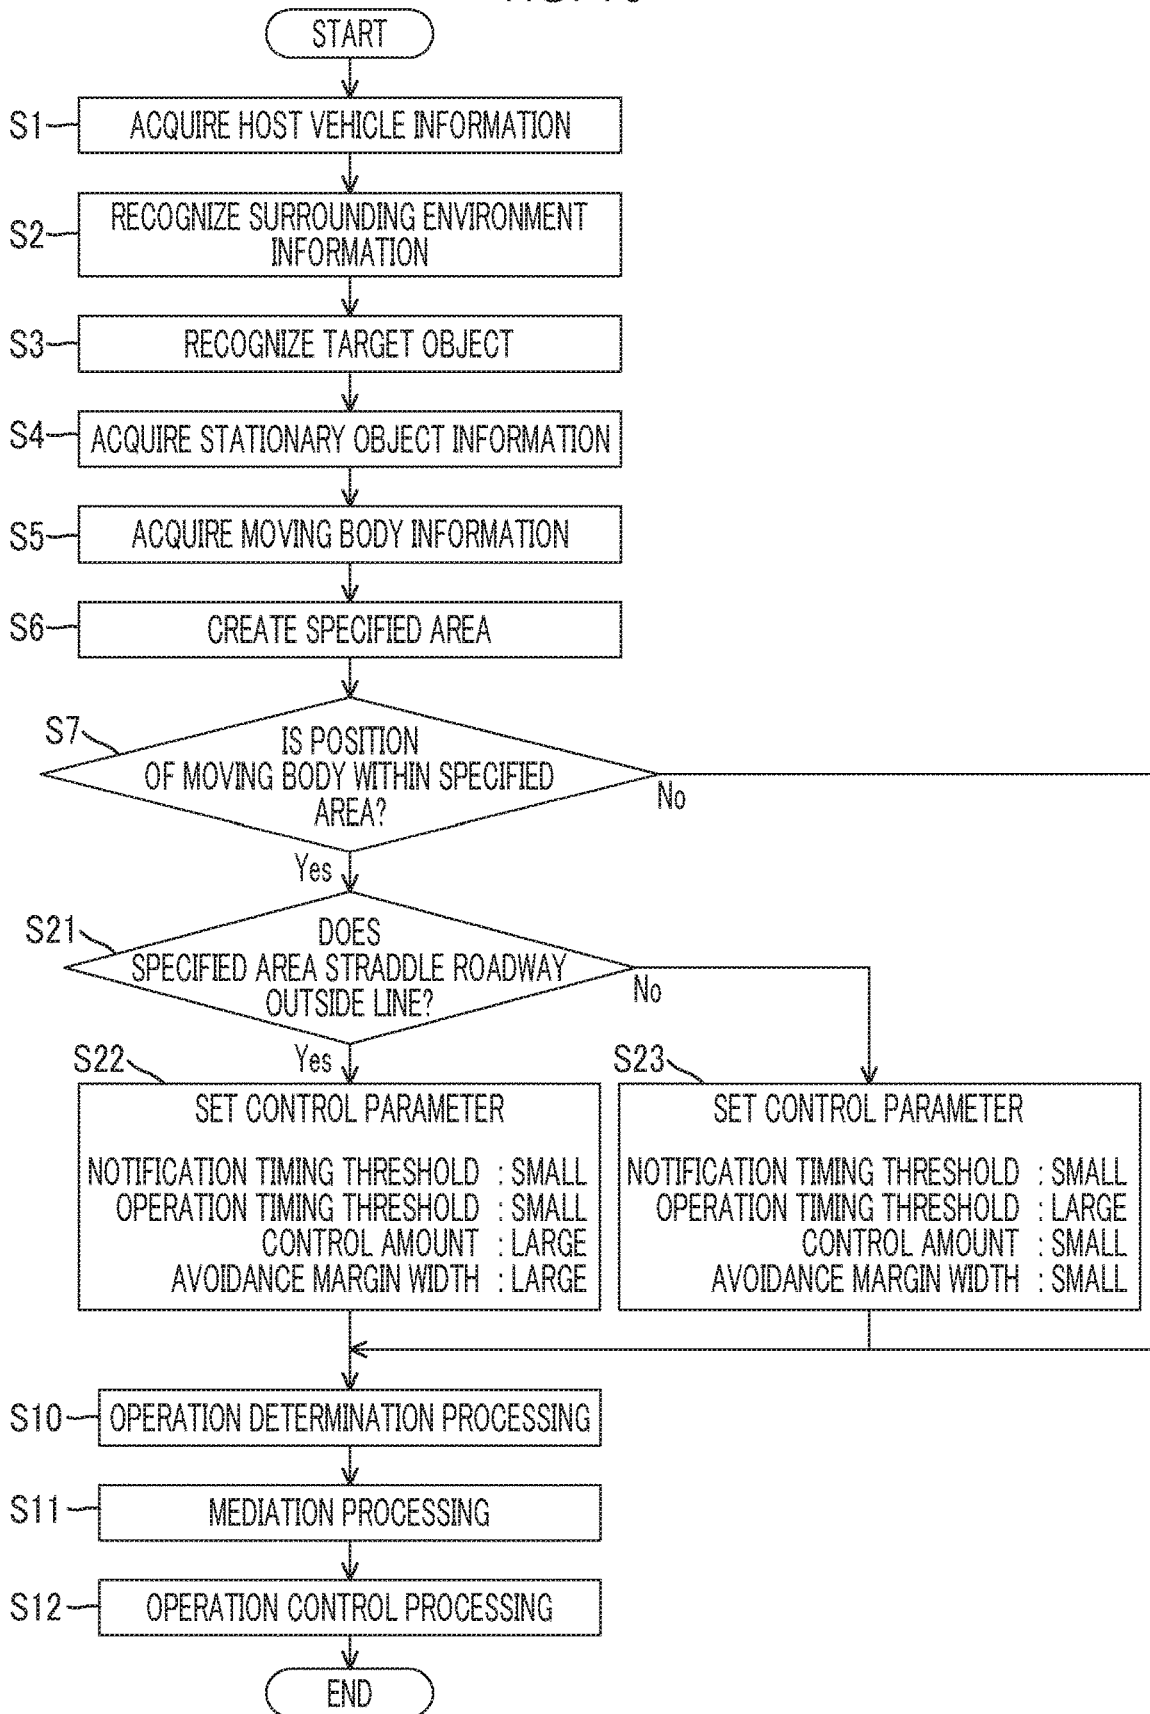 START
S1
ACQUIRE HOST VEHICLE INFORMATION
S2
RECOGNIZE SURROUNDING ENVIRONMENT
INFORMATION
S3
RECOGNIZE TARGET OBJECT
S4
ACQUIRE STATIONARY OBJECT INFORMATION
S5
ACQUIRE MOVING BODY INFORMATION
S6
CREATE SPECIFIED AREA
S7
IS POSITION
OF MOVING BODY WITHIN SPECIFIED
AREA?
No
Yes
S21
DOES
SPECIFIED AREA STRADDLE ROADWAY
OUTSIDE LINE?
No
Yes
S22
SET CONTROL PARAMETER
NOTIFICATION TIMING THRESHOLD : SMALL
OPERATION TIMING THRESHOLD : SMALL
CONTROL AMOUNT : LARGE
AVOIDANCE MARGIN WIDTH : LARGE
S23
SET CONTROL PARAMETER
NOTIFICATION TIMING THRESHOLD : SMALL
OPERATION TIMING THRESHOLD : LARGE
CONTROL AMOUNT : SMALL
AVOIDANCE MARGIN WIDTH : SMALL
S10
OPERATION DETERMINATION PROCESSING
S11
MEDIATION PROCESSING
S12
OPERATION CONTROL PROCESSING
END